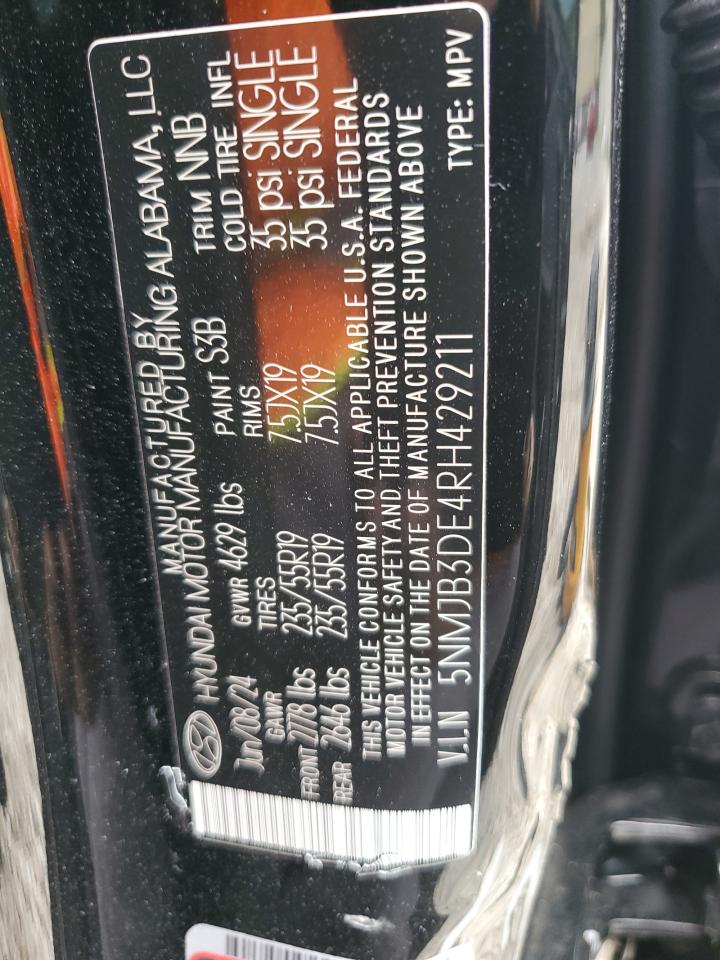 MANUFACTURED BY
HYUNDAI MOTOR MANUFACTURING ALABAMA, LLC
Jun/06/24 GVWR 4629 lbs PAINT S3B TRIM NNB
GAWR TIRES RIMS COLD TIRE INFL
FRONT 2778 lbs 235/55R19 7.5JX19 35 psi SINGLE
REAR 2646 lbs 235/55R19 7.5JX19 35 psi SINGLE
THIS VEHICLE CONFORMS TO ALL APPLICABLE U.S.A. FEDERAL
MOTOR VEHICLE SAFETY AND THEFT PREVENTION STANDARDS
IN EFFECT ON THE DATE OF MANUFACTURE SHOWN ABOVE
V.I.N 5NMJB3DE4RH429211 TYPE: MPV